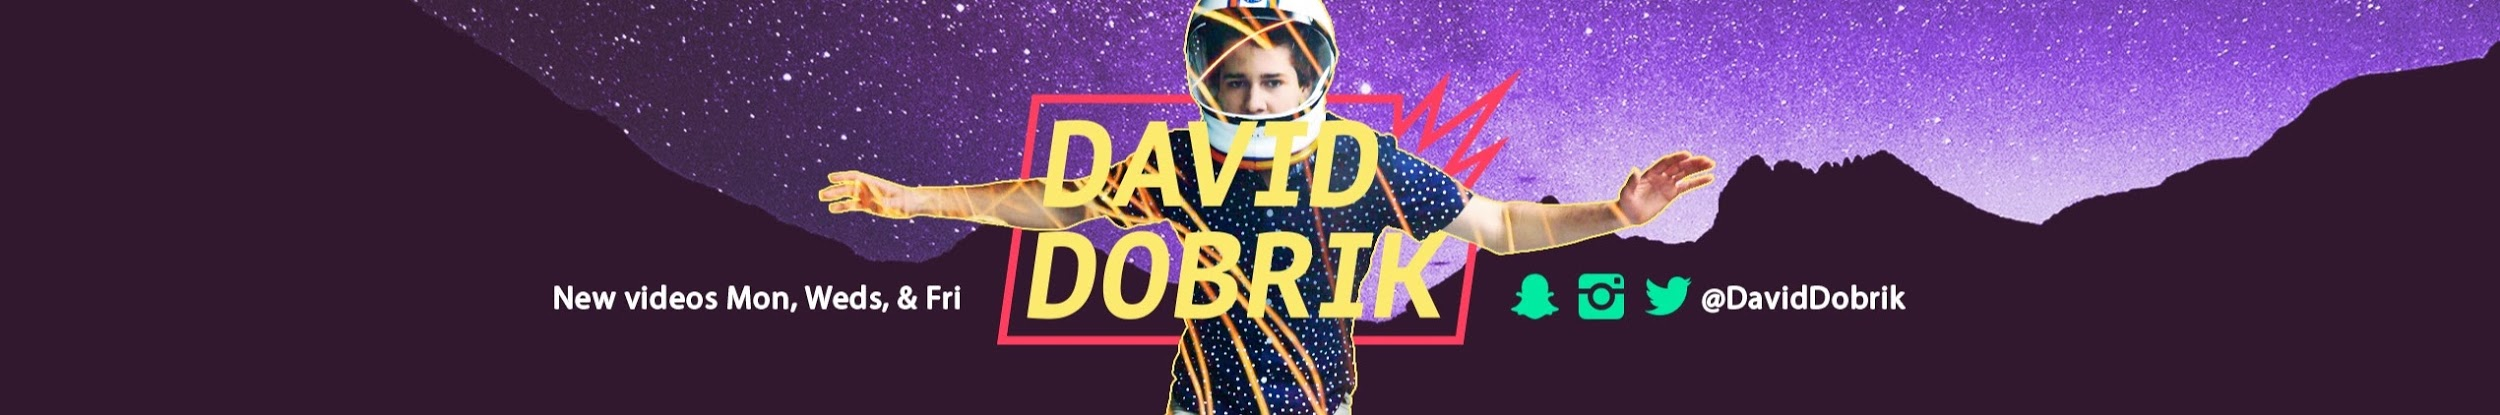 DAVID
DOBRIK
New videos Mon, Weds, & Fri
@DavidDobrik